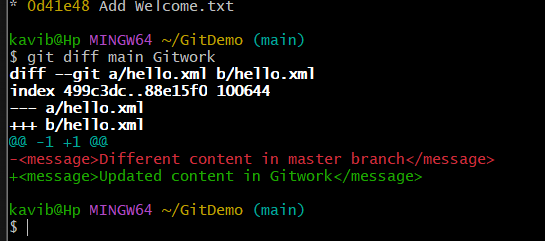 * 0d41e48 Add Welcome.txt
kavib@Hp MINGW64 ~/GitDemo (main)
$ git diff main Gitwork
diff --git a/hello.xml b/hello.xml
index 499c3dc..88e15f0 100644
--- a/hello.xml
+++ b/hello.xml
@@ -1 +1 @@
-<message>Different content in master branch</message>
+<message>Updated content in Gitwork</message>
kavib@Hp MINGW64 ~/GitDemo (main)
$